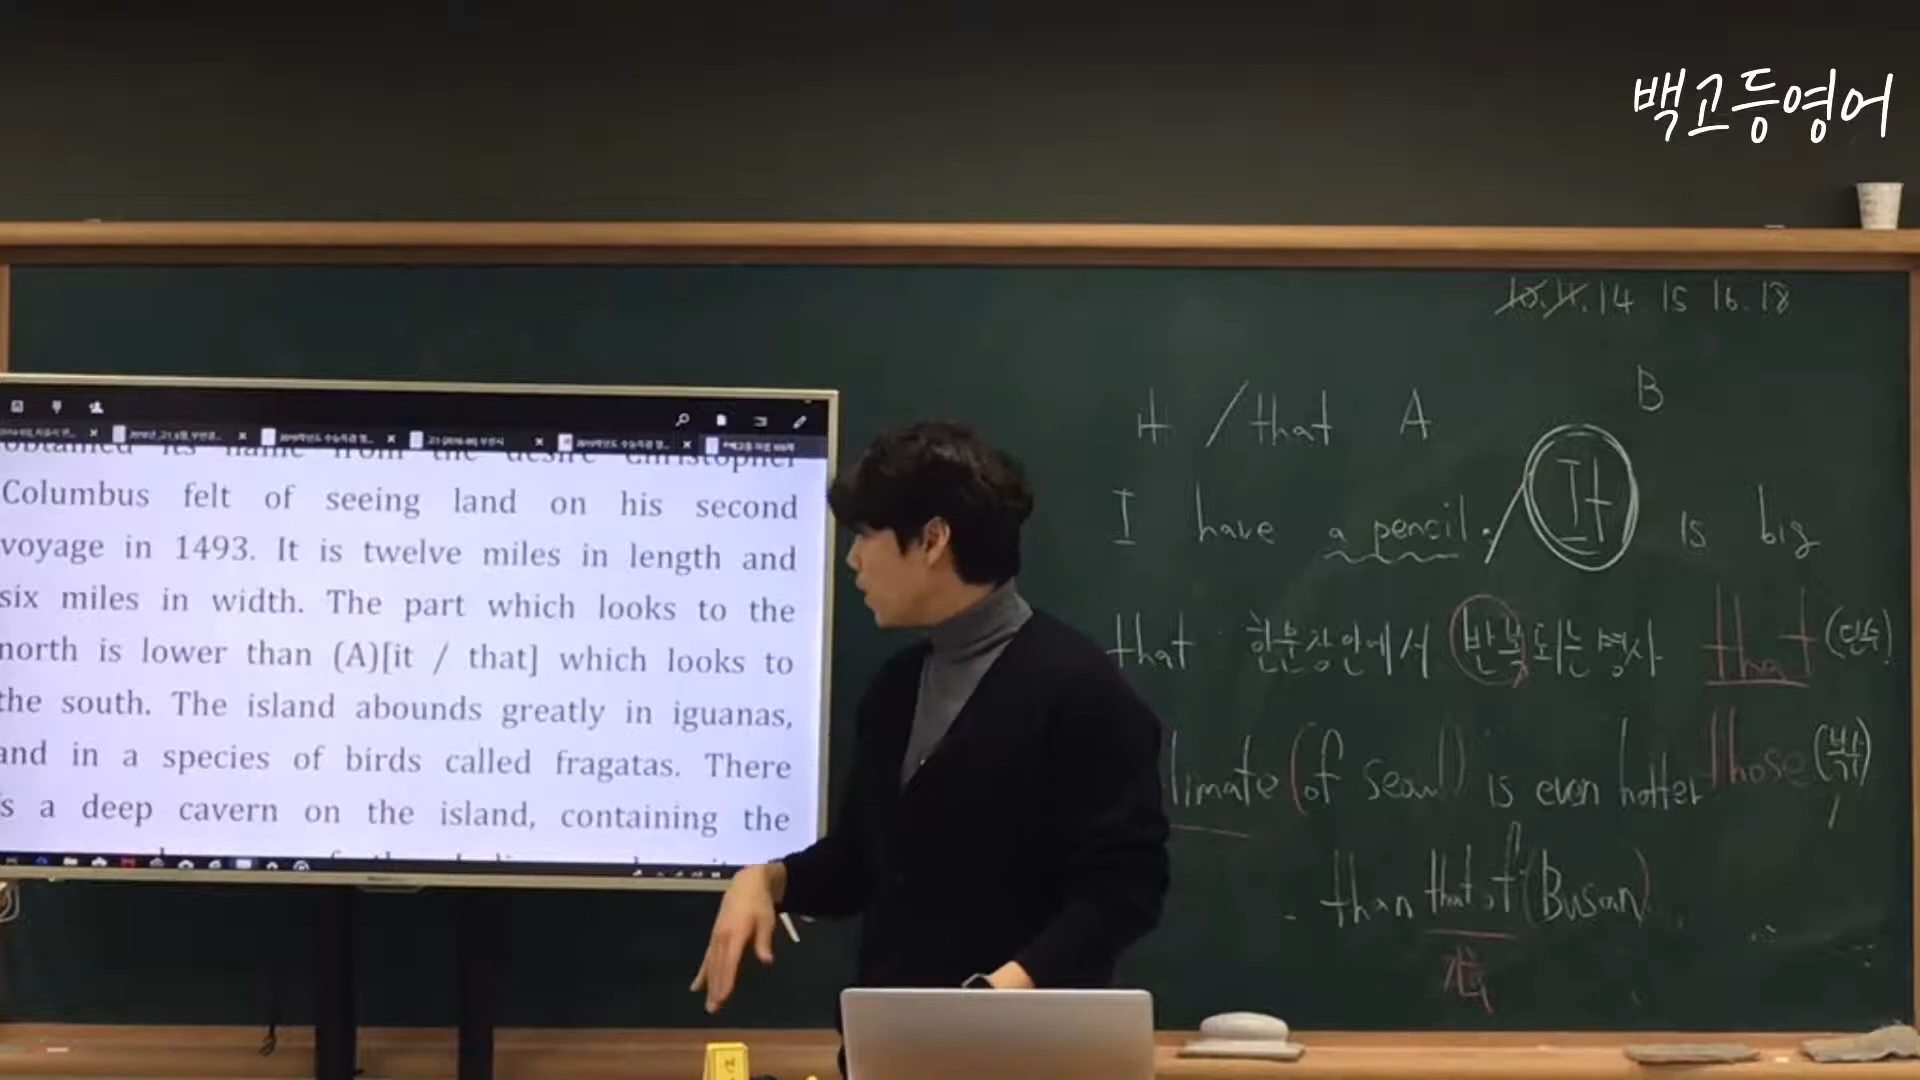 백고등영어
10. 11. 14 15 16. 18
it / that A B
I have a pencil. It is big
that 한문장안에서 반복되는 명사 that (단수)
climate (of seoul) is even hotter those (복수)
than that of (Busan)
Columbus felt of seeing land on his second
voyage in 1493. It is twelve miles in length and
six miles in width. The part which looks to the
north is lower than (A)[it / that] which looks to
the south. The island abounds greatly in iguanas,
and in a species of birds called fragatas. There
is a deep cavern on the island, containing the